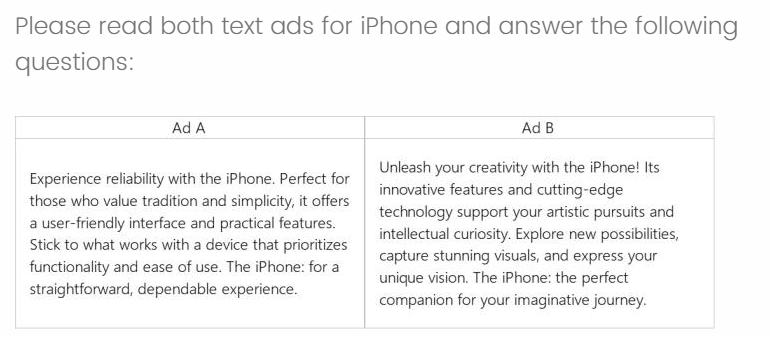 Please read both text ads for iPhone and answer the following
questions:
Ad A
Experience reliability with the iPhone. Perfect for
those who value tradition and simplicity, it offers
a user-friendly interface and practical features.
Stick to what works with a device that prioritizes
functionality and ease of use. The iPhone: for a
straightforward, dependable experience.
Ad B
Unleash your creativity with the iPhone! Its
innovative features and cutting-edge
technology support your artistic pursuits and
intellectual curiosity. Explore new possibilities,
capture stunning visuals, and express your
unique vision. The iPhone: the perfect
companion for your imaginative journey.